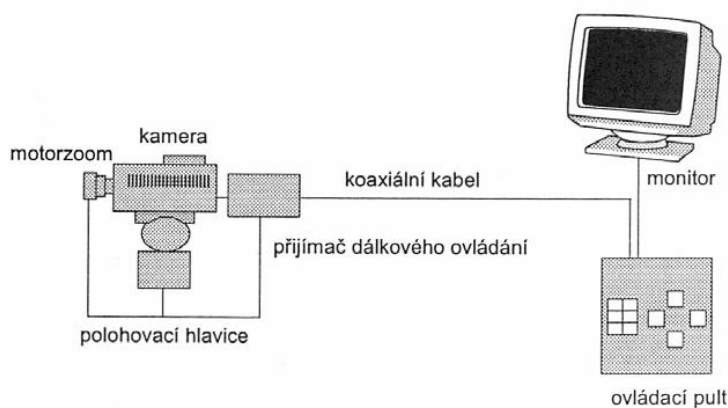 kamera
motorzoom
koaxiální kabel
monitor
přijímač dálkového ovládání
polohovací hlavice
ovládací pult